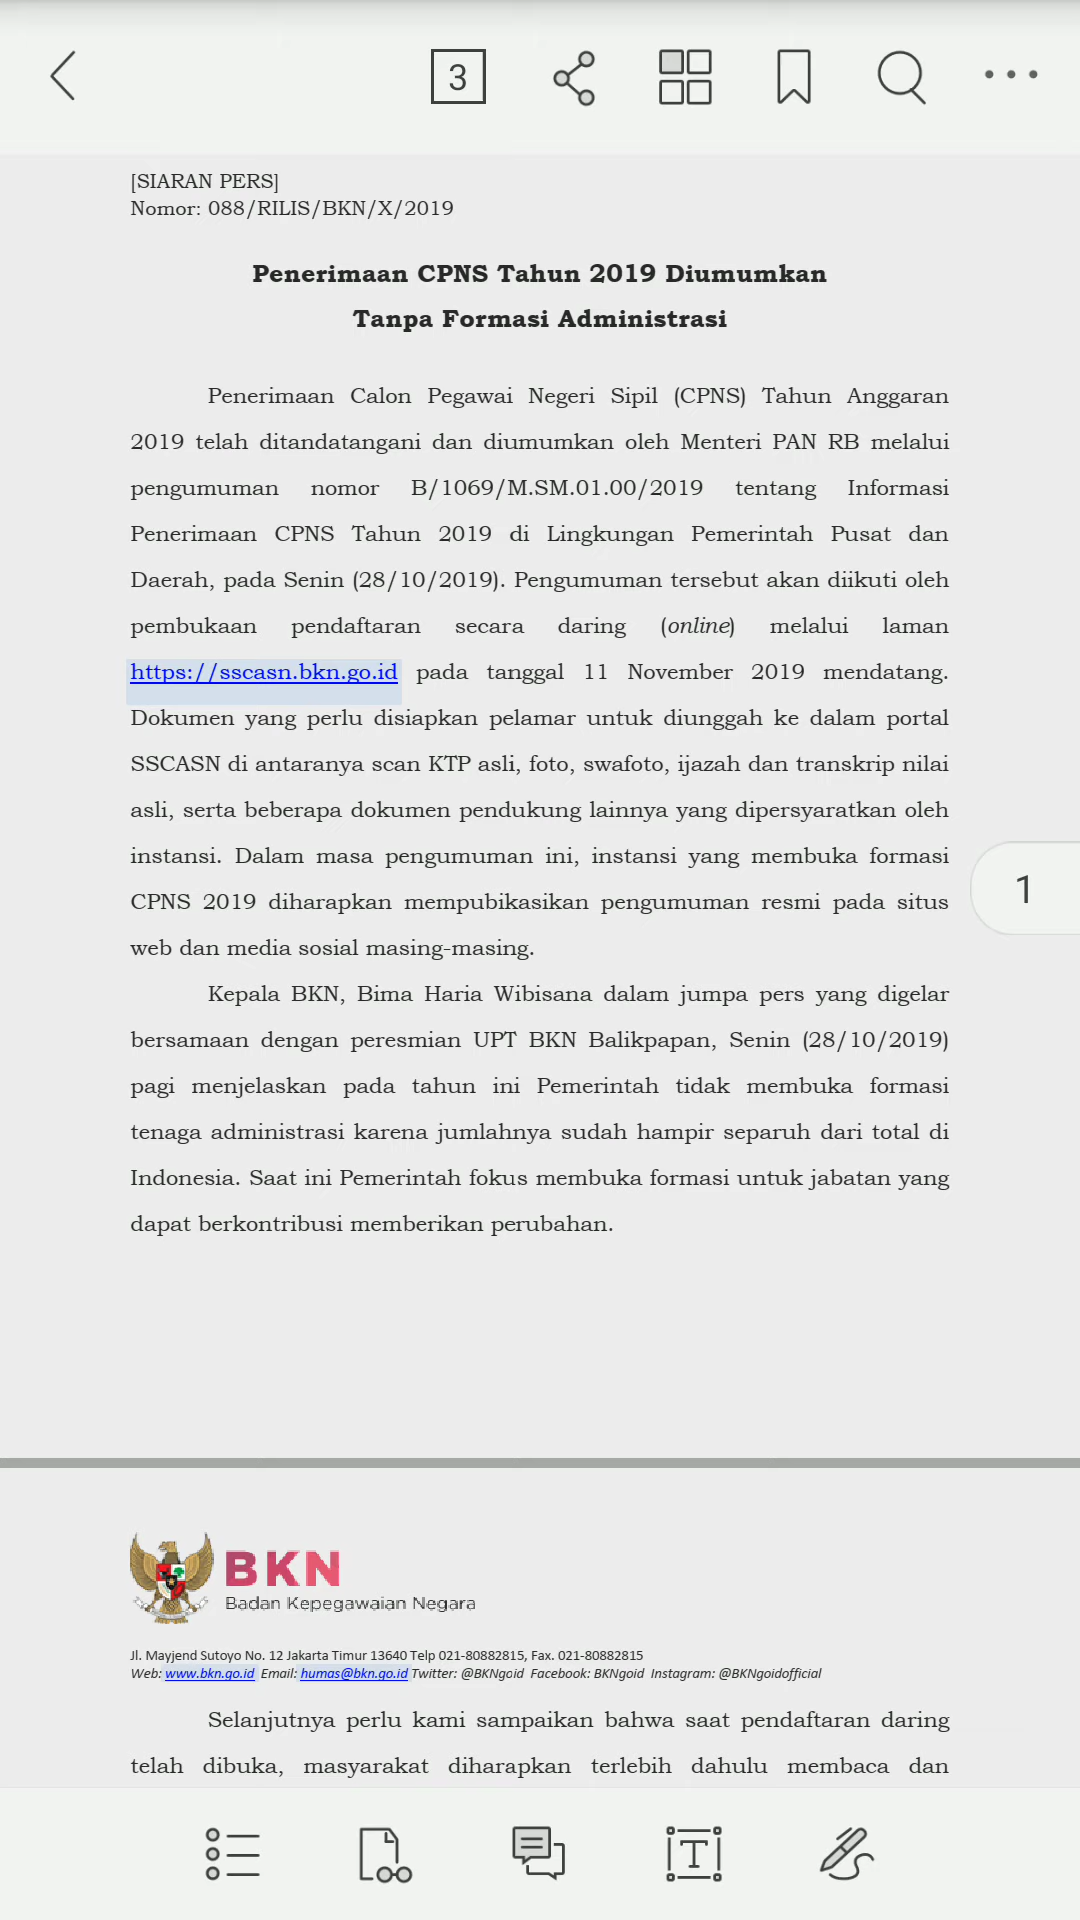 3
[SIARAN PERS]
Nomor: 088/RILIS/BKN/X/2019
Penerimaan CPNS Tahun 2019 Diumumkan
Tanpa Formasi Administrasi
Penerimaan Calon Pegawai Negeri Sipil (CPNS) Tahun Anggaran
2019 telah ditandatangani dan diumumkan oleh Menteri PAN RB melalui
pengumuman nomor B/1069/M.SM.01.00/2019 tentang Informasi
Penerimaan CPNS Tahun 2019 di Lingkungan Pemerintah Pusat dan
Daerah, pada Senin (28/10/2019). Pengumuman tersebut akan diikuti oleh
pembukaan pendaftaran secara daring (online) melalui laman
https://sscasn.bkn.go.id pada tanggal 11 November 2019 mendatang.
Dokumen yang perlu disiapkan pelamar untuk diunggah ke dalam portal
SSCASN di antaranya scan KTP asli, foto, swafoto, ijazah dan transkrip nilai
asli, serta beberapa dokumen pendukung lainnya yang dipersyaratkan oleh
instansi. Dalam masa pengumuman ini, instansi yang membuka formasi
CPNS 2019 diharapkan mempubikasikan pengumuman resmi pada situs
web dan media sosial masing-masing.
1
Kepala BKN, Bima Haria Wibisana dalam jumpa pers yang digelar
bersamaan dengan peresmian UPT BKN Balikpapan, Senin (28/10/2019)
pagi menjelaskan pada tahun ini Pemerintah tidak membuka formasi
tenaga administrasi karena jumlahnya sudah hampir separuh dari total di
Indonesia. Saat ini Pemerintah fokus membuka formasi untuk jabatan yang
dapat berkontribusi memberikan perubahan.
BKN
Badan Kepegawaian Negara
Jl. Mayjend Sutoyo No. 12 Jakarta Timur 13640 Telp 021-80882815, Fax. 021-80882815
Web: www.bkn.go.id Email: humas@bkn.go.id Twitter: @BKNgoid Facebook: BKNgoid Instagram: @BKNgoidofficial
Selanjutnya perlu kami sampaikan bahwa saat pendaftaran daring
telah dibuka, masyarakat diharapkan terlebih dahulu membaca dan
T